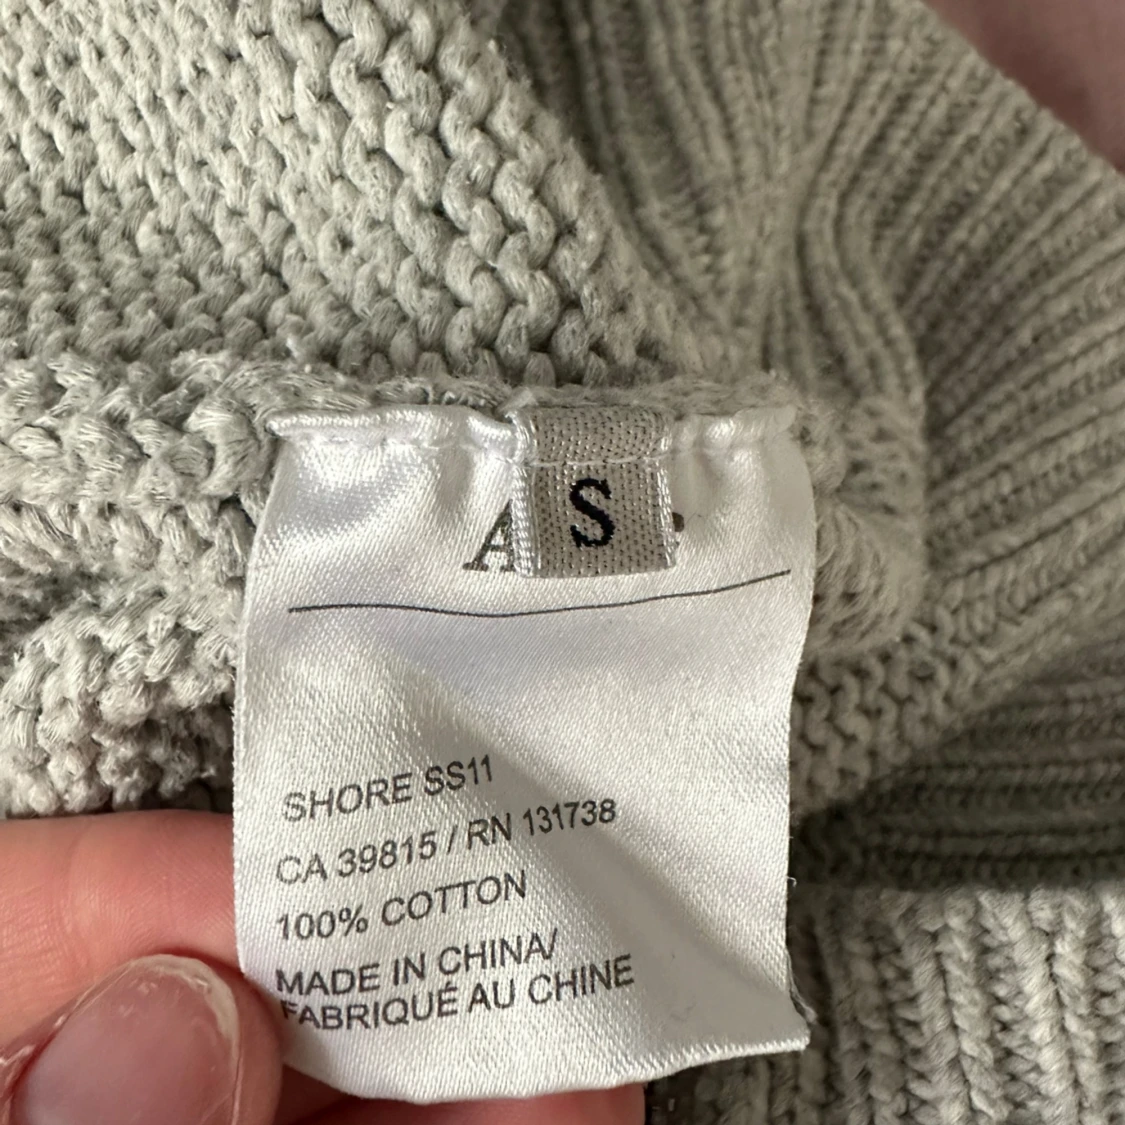 S
SHORE SS11
CA 39815 / RN 131738
100% COTTON
MADE IN CHINA/
FABRIQUÉ AU CHINE